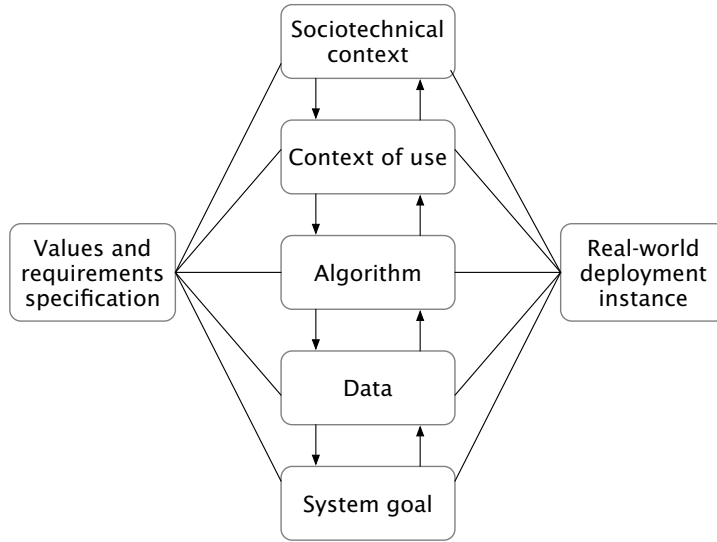 Sociotechnical
context
Context of use
Values and
requirements
specification
Algorithm
Real-world
deployment
instance
Data
System goal